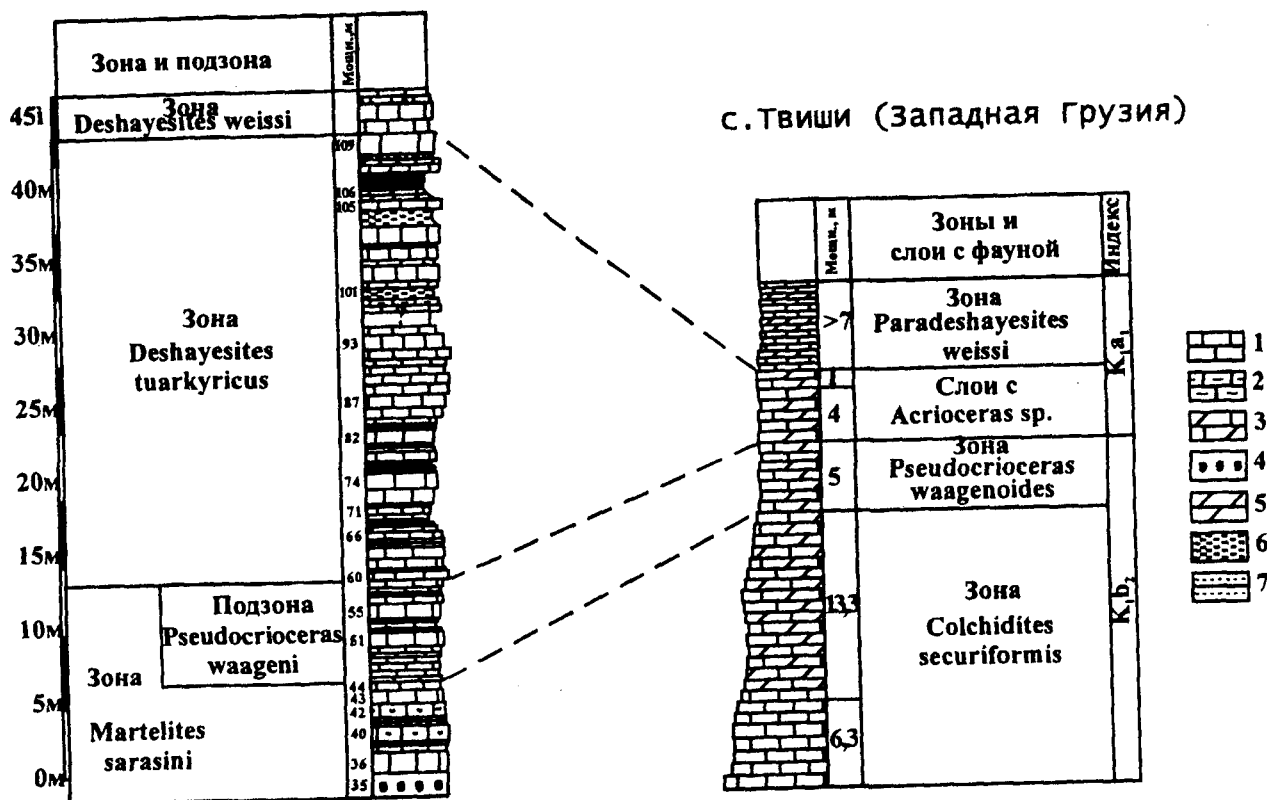 Зона и подзона
Мощн., м
Зона
Deshayesites weissi
45i
40м
35м
30м
25м
20м
15м
10м
5м
0м
Зона
Deshayesites
tuarkyricus
Подзона
Pseudocrioceras
waageni
Зона
Martelites
sarasini
109
106
105
101
93
87
82
74
71
66
60
55
51
44
43
42
40
36
35
с.Твиши (Западная Грузия)
Мощн., м
Зоны и
слои с фауной
Индекс
>7
Зона
Paradeshayesites
weissi
1
4
Слои с
Acrioceras sp.
K₁a₁
5
Зона
Pseudocrioceras
waagenoides
13,3
6,3
Зона
Colchidites
securiformis
K₁b₂
1
2
3
4
5
6
7